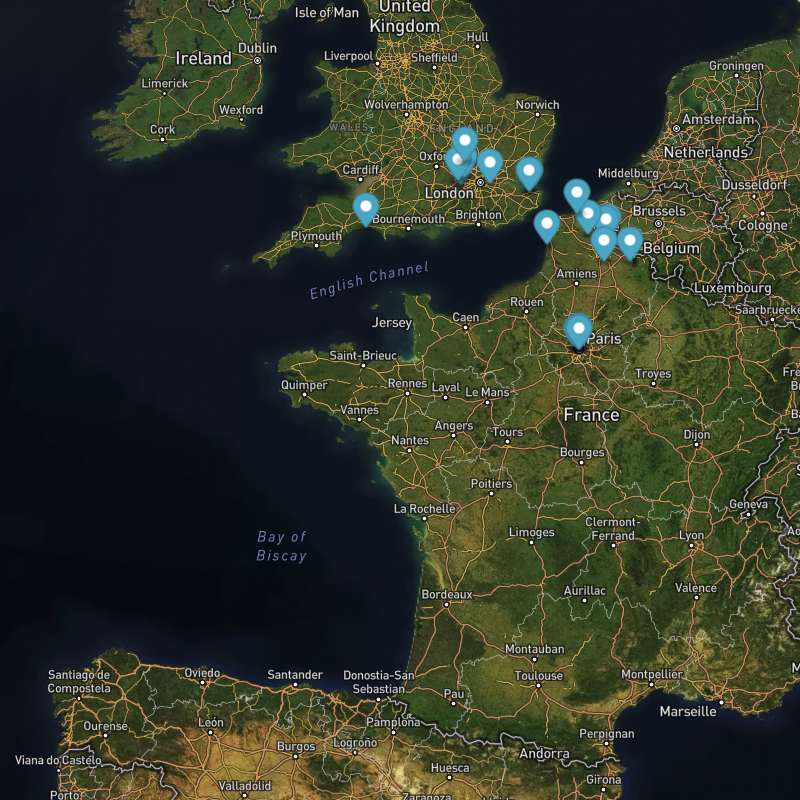 Isle of Man
United
Kingdom
Hull
Dublin
Ireland
Liverpool
Sheffield
Groningen
Limerick
Wolverhampton
Norwich
Wexford
Amsterdam
Cork
WALES
ENGLAND
Netherlands
Cardiff
Middelburg
Dusseldorf
London
Brussels
Bournemouth
Brighton
Cologne
Plymouth
Belgium
English Channel
Amiens
Luxembourg
Rouen
Jersey
Caen
Paris
Saint-Brieuc
Troyes
Quimper
Rennes
Laval
Le Mans
Vannes
France
Angers
Tours
Nantes
Dijon
Bourges
Poitiers
Geneva
La Rochelle
Bay of
Biscay
Limoges
Clermont-
Ferrand
Lyon
Bordeaux
Aurillac
Valence
Montauban
Santiago de
Compostela
Oviedo
Santander
Donostia-San
Sebastian
Toulouse
Montpellier
Pau
Marseille
Ourense
León
Pamplona
Perpignan
Burgos
Logroño
Andorra
Viana do Castelo
Huesca
Girona
Valladolid
Porto
Zaragoza